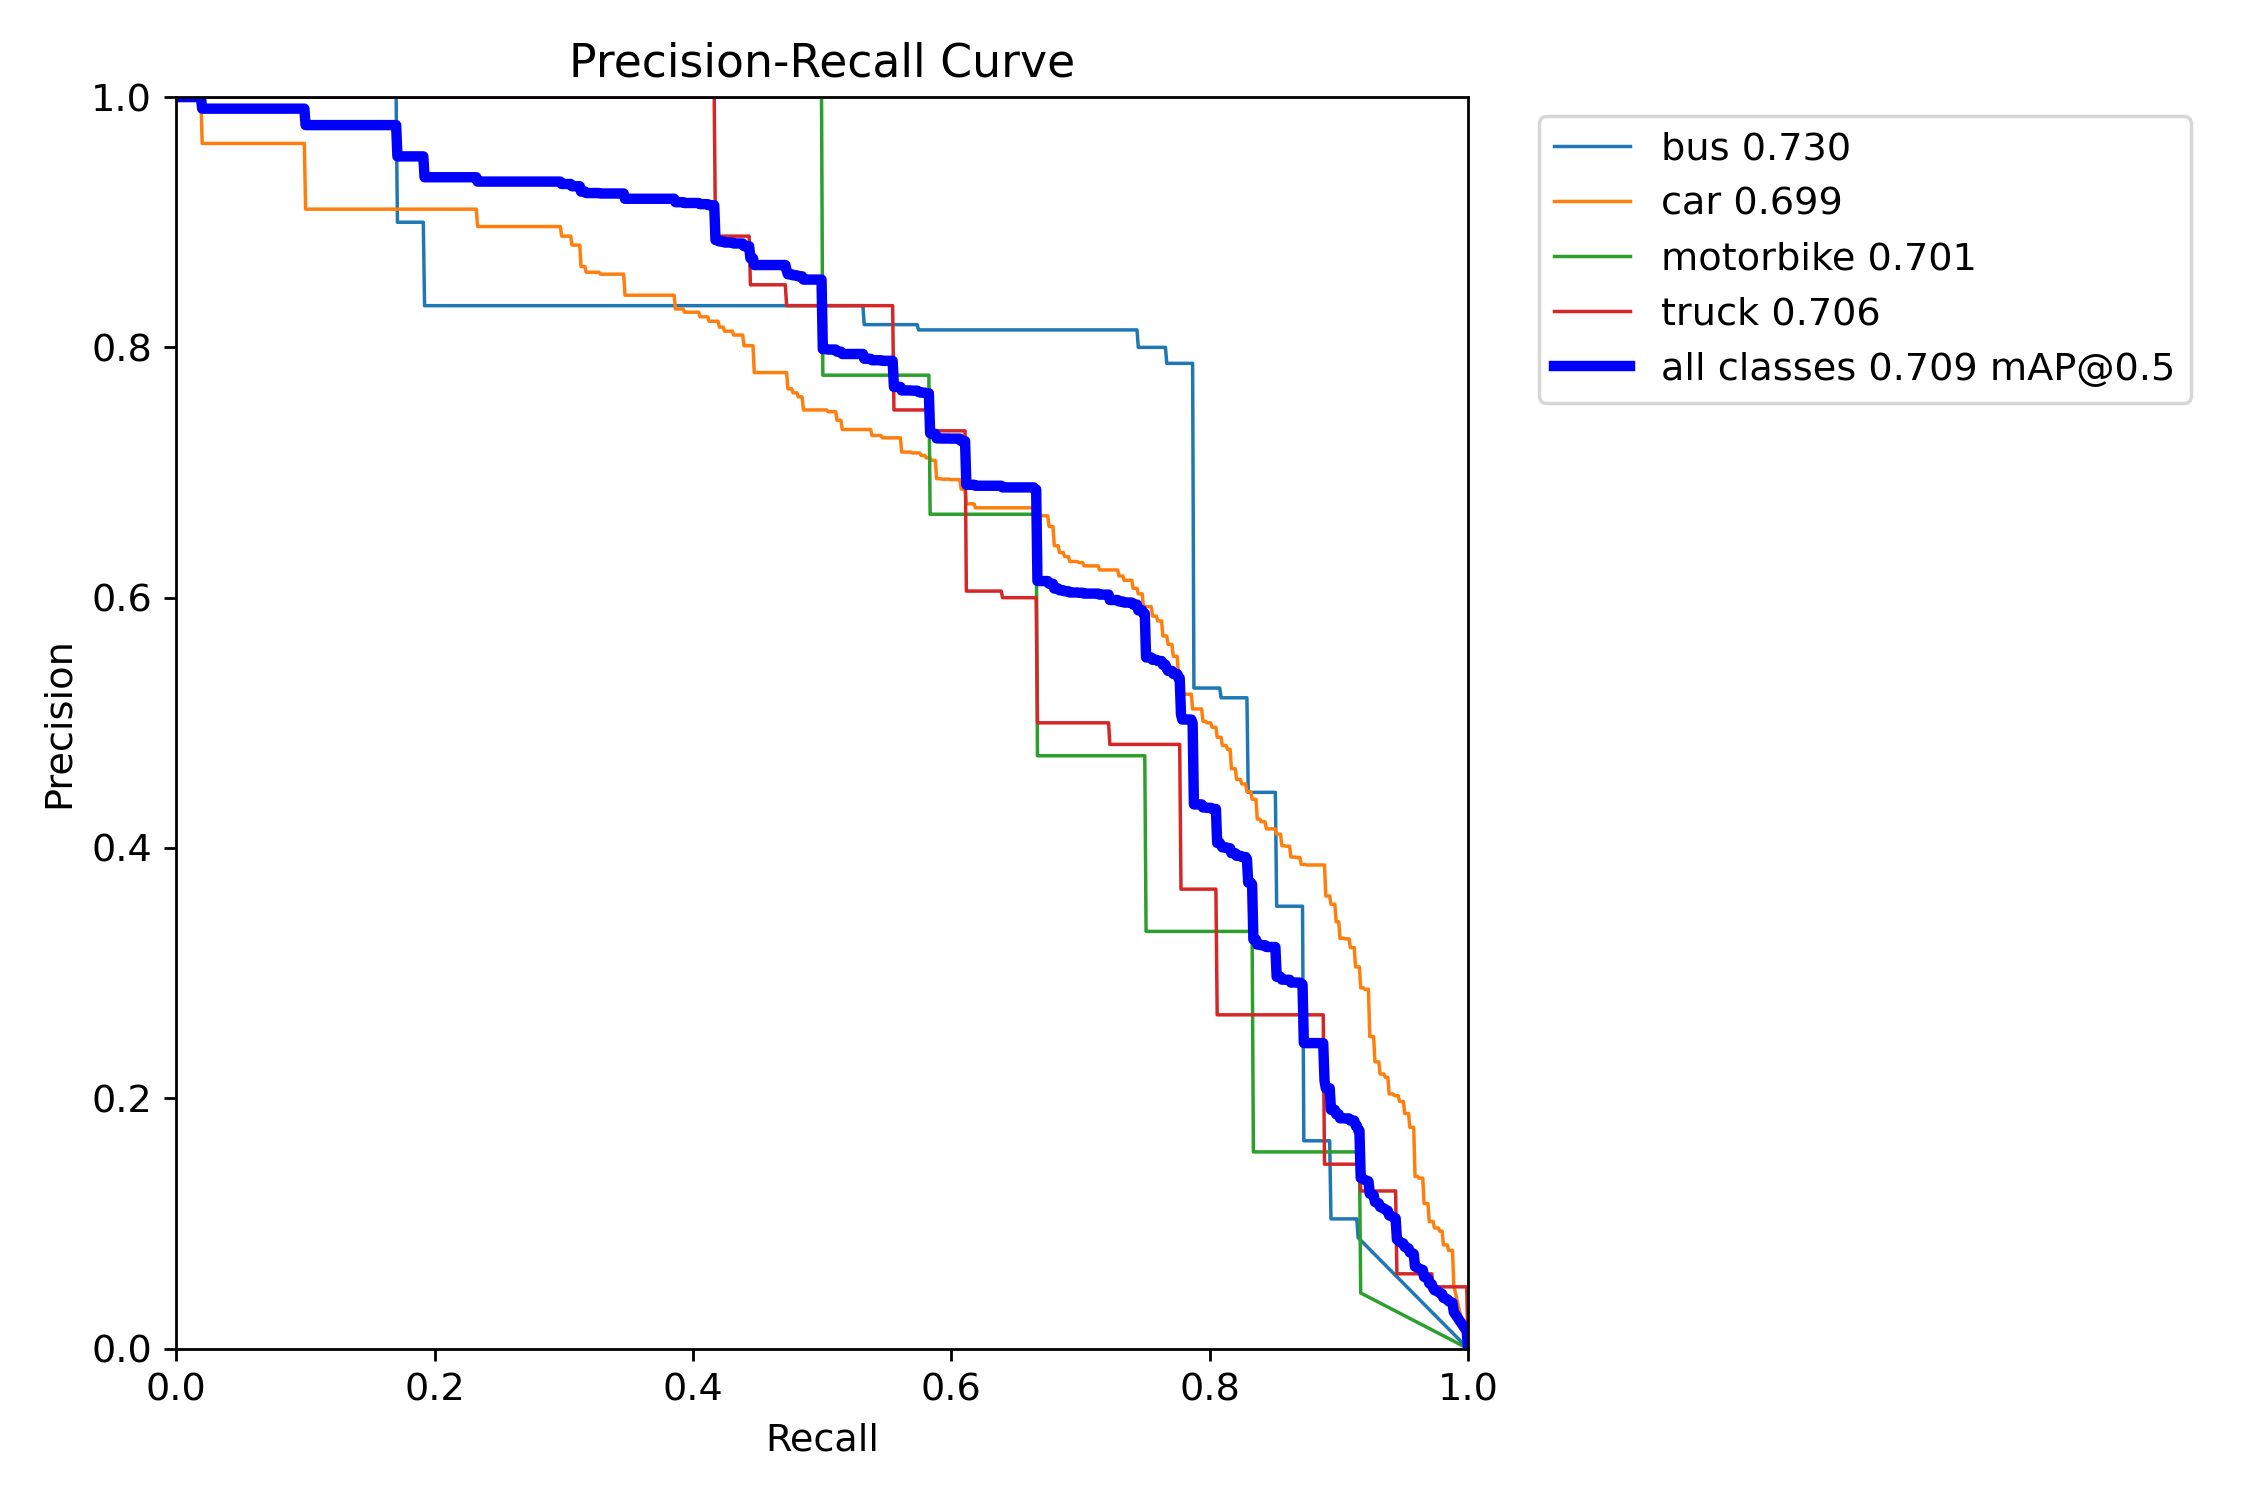 Precision-Recall Curve
1.0
0.8
0.6
0.4
0.2
0.0
Precision
0.0 0.2 0.4 0.6 0.8 1.0
Recall
bus 0.730
car 0.699
motorbike 0.701
truck 0.706
all classes 0.709 mAP@0.5